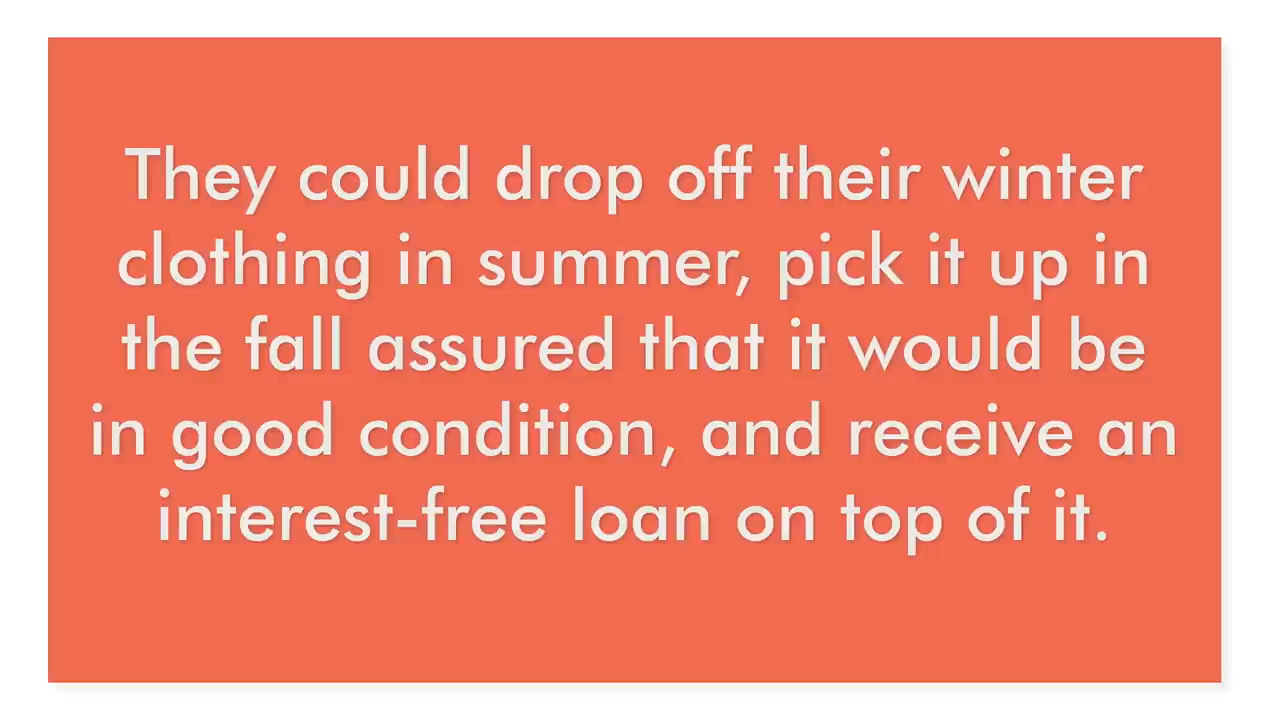 They could drop off their winter
clothing in summer, pick it up in
the fall assured that it would be
in good condition, and receive an
interest-free loan on top of it.